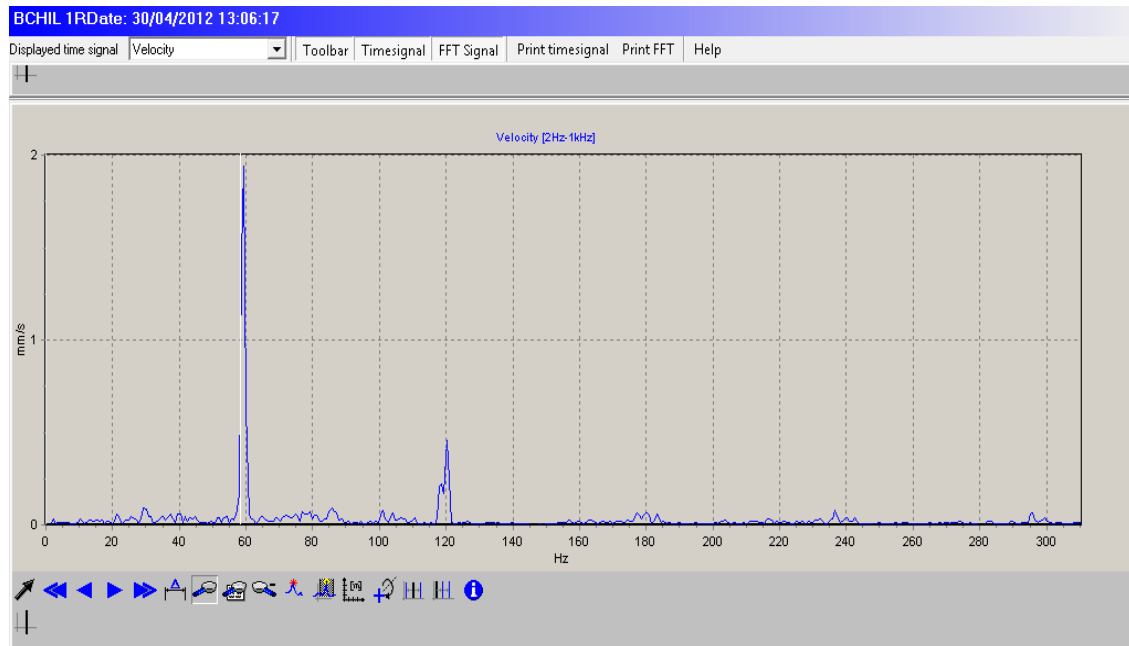 BCHIL 1RDate: 30/04/2012 13:06:17
Displayed time signal Velocity Toolbar Timesignal FFT Signal Print timesignal Print FFT Help
Velocity [2Hz-1kHz]
2
1
mm/s
0
0 20 40 60 80 100 120 140 160 180 200 220 240 260 280 300
Hz
[m]